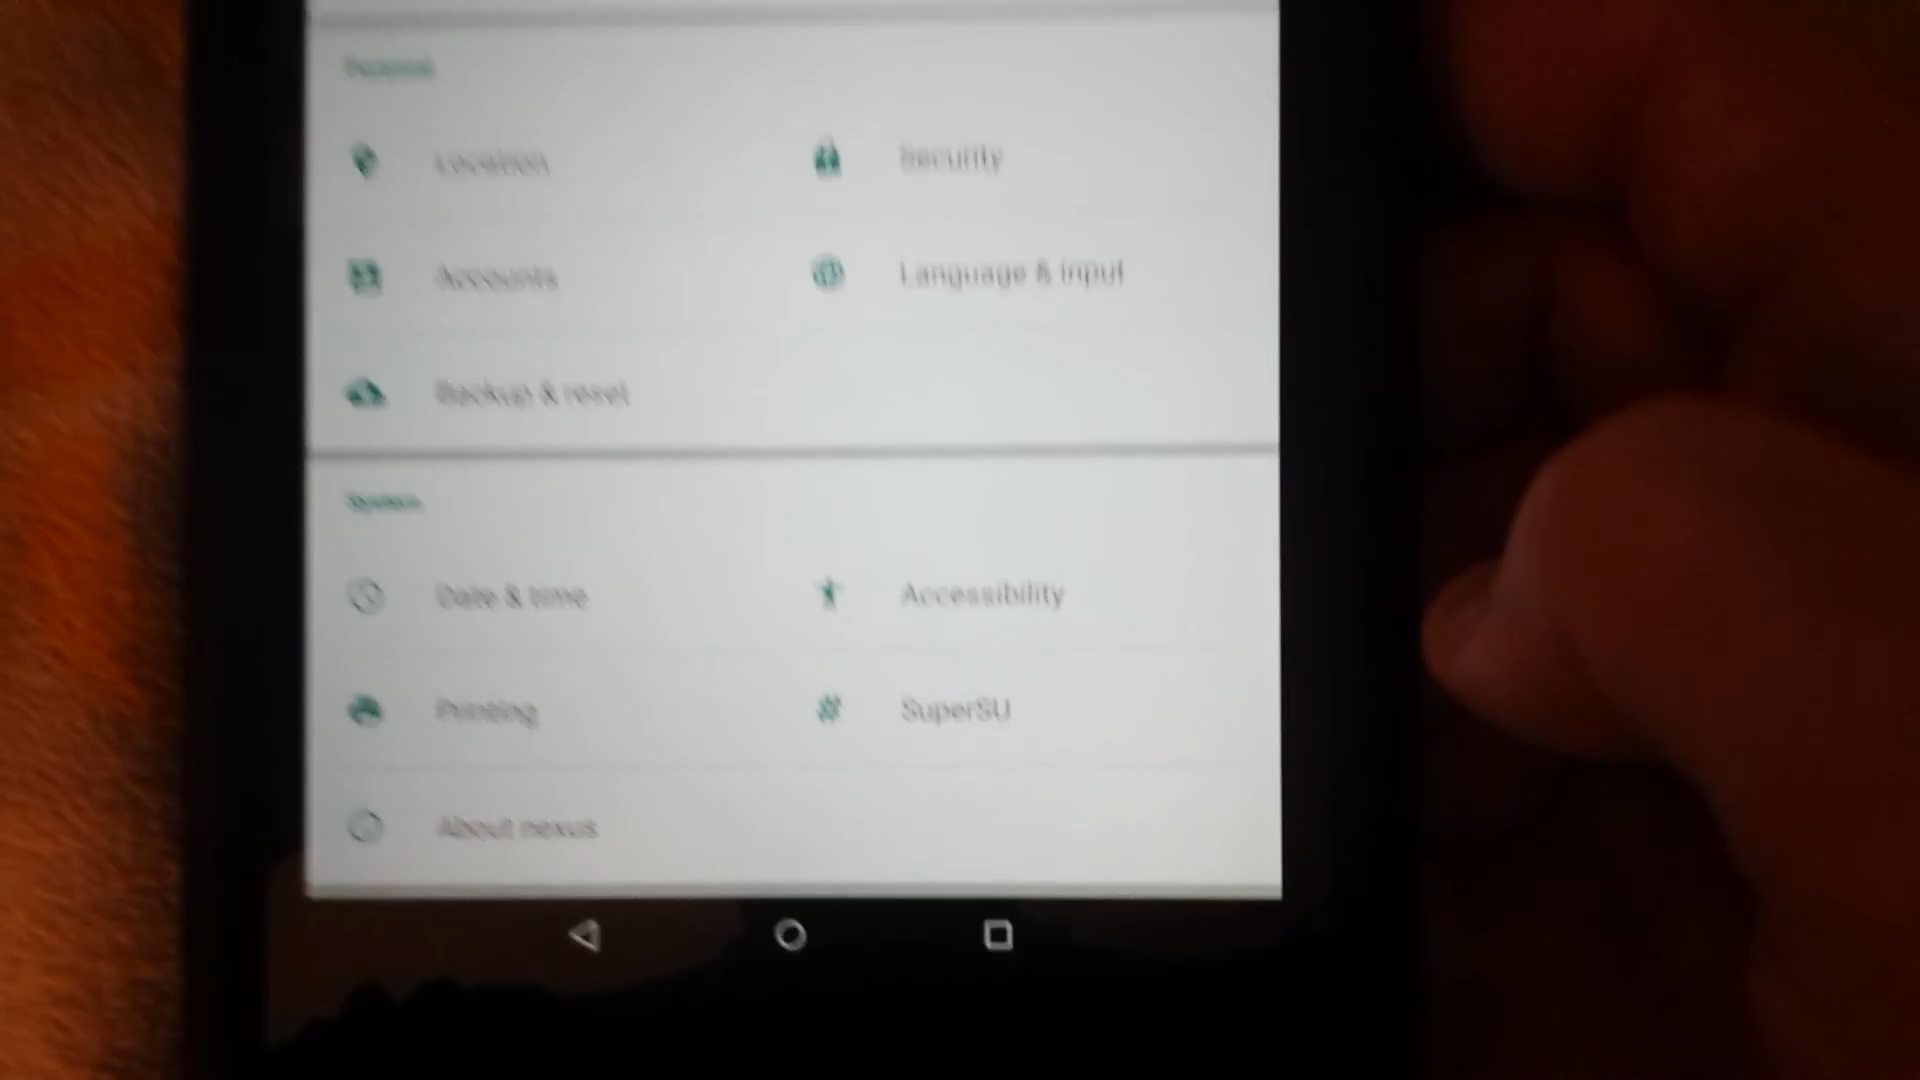 Personal
Location
Security
Accounts
Language & input
Backup & reset
System
Date & time
Accessibility
Printing
SuperSU
About nexus